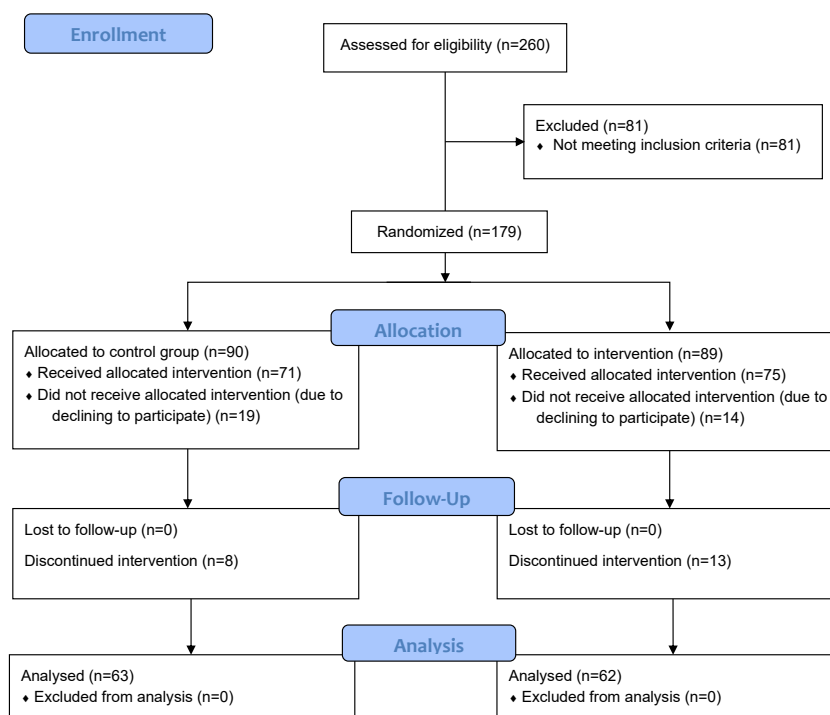 Enrollment
Assessed for eligibility (n=260)
Excluded (n=81)
♦ Not meeting inclusion criteria (n=81)
Randomized (n=179)
Allocation
Allocated to control group (n=90)
♦ Received allocated intervention (n=71)
♦ Did not receive allocated intervention (due to
declining to participate) (n=19)
Allocated to intervention (n=89)
♦ Received allocated intervention (n=75)
♦ Did not receive allocated intervention (due to
declining to participate) (n=14)
Follow-Up
Lost to follow-up (n=0)
Discontinued intervention (n=8)
Lost to follow-up (n=0)
Discontinued intervention (n=13)
Analysis
Analysed (n=63)
♦ Excluded from analysis (n=0)
Analysed (n=62)
♦ Excluded from analysis (n=0)